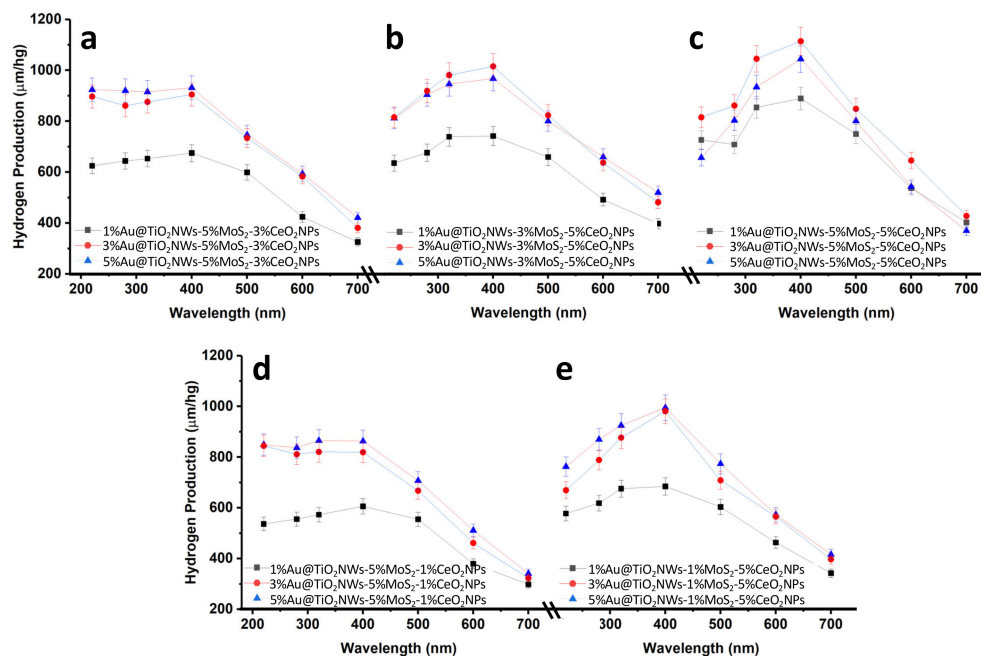 a
b
c
Hydrogen Production (μm/hg)
1200
1000
800
600
400
200
1%Au@TiO₂NWs-5%MoS₂-3%CeO₂NPs
3%Au@TiO₂NWs-5%MoS₂-3%CeO₂NPs
5%Au@TiO₂NWs-5%MoS₂-3%CeO₂NPs
1%Au@TiO₂NWs-3%MoS₂-5%CeO₂NPs
3%Au@TiO₂NWs-3%MoS₂-5%CeO₂NPs
5%Au@TiO₂NWs-3%MoS₂-5%CeO₂NPs
1%Au@TiO₂NWs-5%MoS₂-5%CeO₂NPs
3%Au@TiO₂NWs-5%MoS₂-5%CeO₂NPs
5%Au@TiO₂NWs-5%MoS₂-5%CeO₂NPs
200 300 400 500 600 700 300 400 500 600 700 300 400 500 600 700
Wavelength (nm) Wavelength (nm) Wavelength (nm)
d
e
Hydrogen Production (μm/hg)
1200
1000
800
600
400
200
1%Au@TiO₂NWs-5%MoS₂-1%CeO₂NPs
3%Au@TiO₂NWs-5%MoS₂-1%CeO₂NPs
5%Au@TiO₂NWs-5%MoS₂-1%CeO₂NPs
1%Au@TiO₂NWs-1%MoS₂-5%CeO₂NPs
3%Au@TiO₂NWs-1%MoS₂-5%CeO₂NPs
5%Au@TiO₂NWs-1%MoS₂-5%CeO₂NPs
200 300 400 500 600 700 300 400 500 600 700
Wavelength (nm) Wavelength (nm)